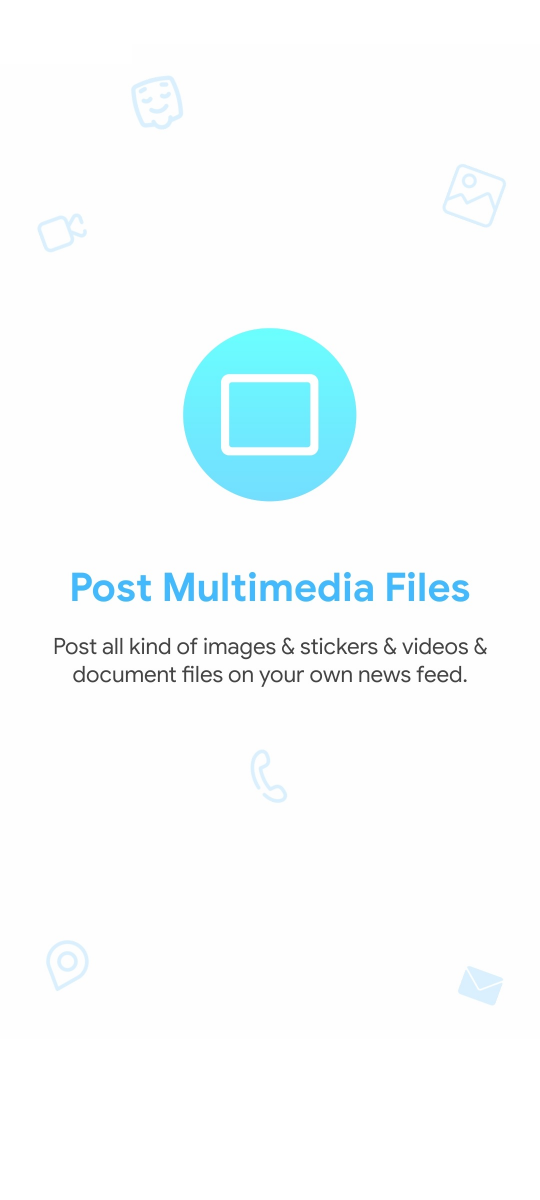 Post Multimedia Files
Post all kind of images & stickers & videos &
document files on your own news feed.